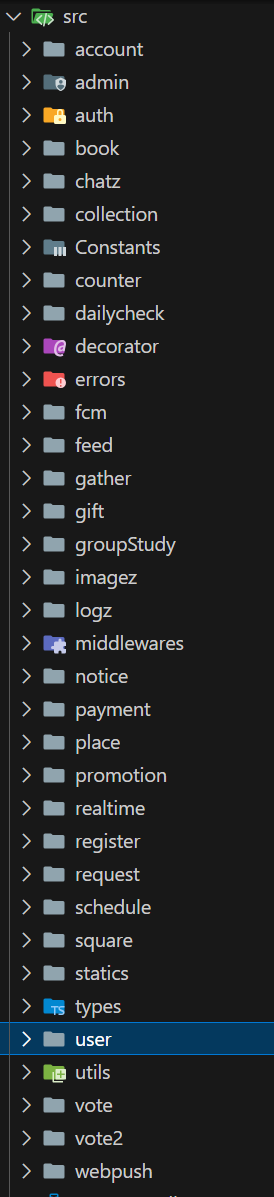 src
account
admin
auth
book
chatz
collection
Constants
counter
dailycheck
decorator
errors
fcm
feed
gather
gift
groupStudy
imagez
logz
middlewares
notice
payment
place
promotion
realtime
register
request
schedule
square
statics
TS types
user
utils
vote
vote2
webpush